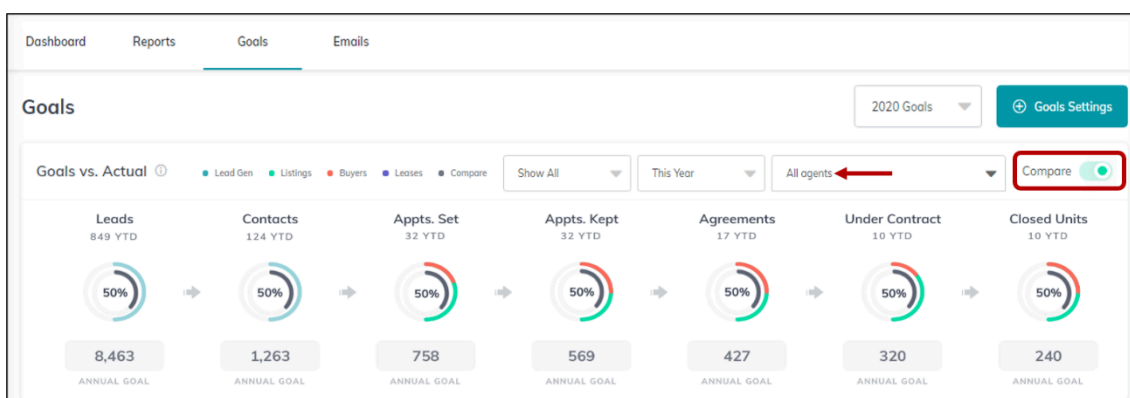 Dashboard Reports Goals Emails
Goals 2020 Goals Goals Settings
Goals vs. Actual Lead Gen Listings Buyers Leases Compare Show All This Year All agents Compare
Leads Contacts Appts. Set Appts. Kept Agreements Under Contract Closed Units
849 YTD 124 YTD 32 YTD 32 YTD 17 YTD 10 YTD 10 YTD
50% 50% 50% 50% 50% 50% 50%
8,463 1,263 758 569 427 320 240
ANNUAL GOAL ANNUAL GOAL ANNUAL GOAL ANNUAL GOAL ANNUAL GOAL ANNUAL GOAL ANNUAL GOAL